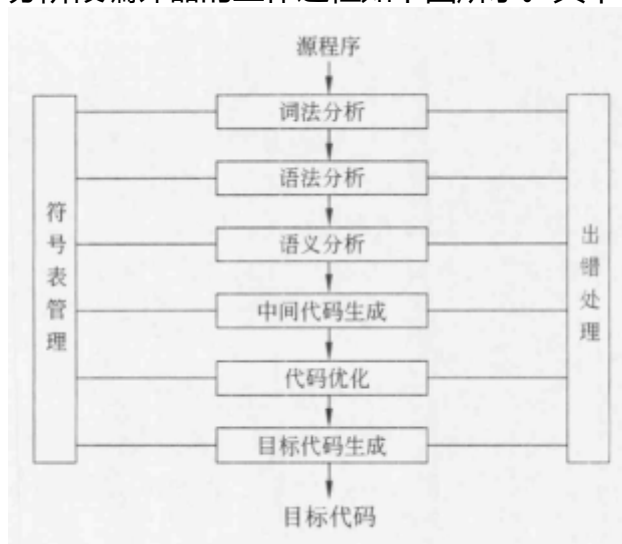 源程序
词法分析
语法分析
语义分析
中间代码生成
代码优化
目标代码生成
目标代码
符号表管理
出错处理